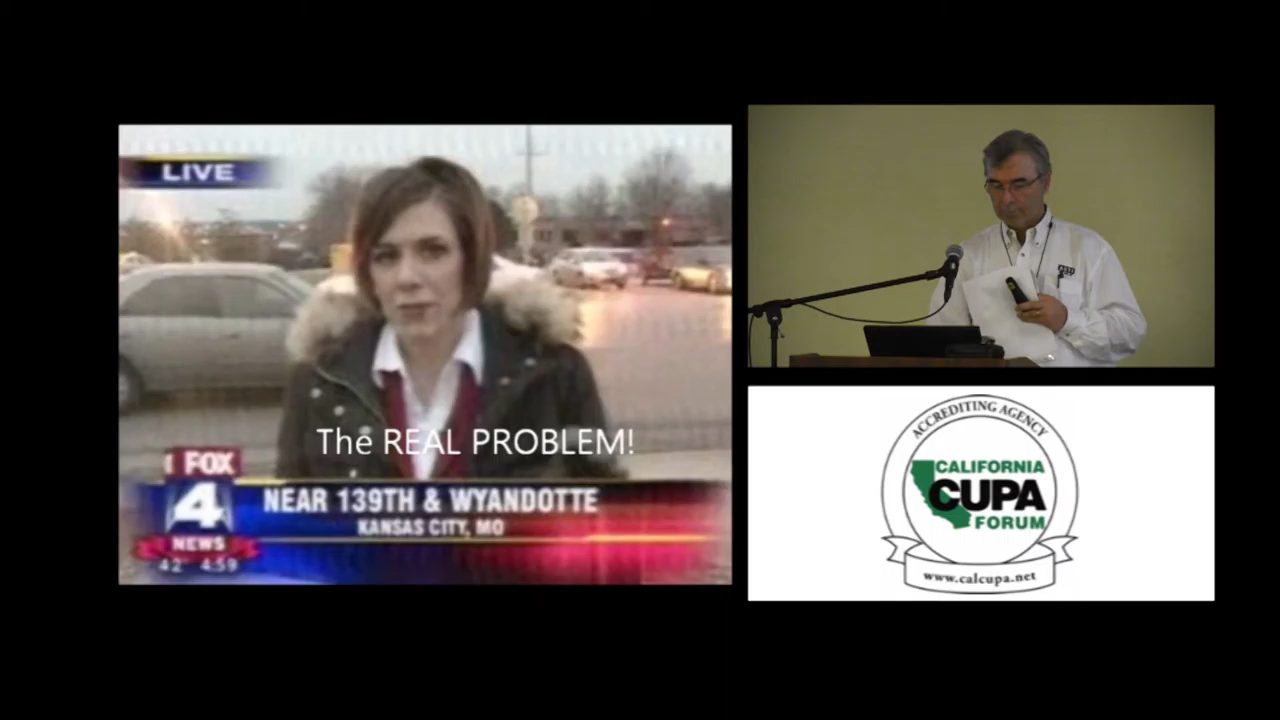 LIVE
The REAL PROBLEM!
FOX
4
NEWS
42 4:59
NEAR 139TH & WYANDOTTE
KANSAS CITY, MO
ACCREDITING AGENCY
CALIFORNIA
CUPA
FORUM
www.calcupa.net